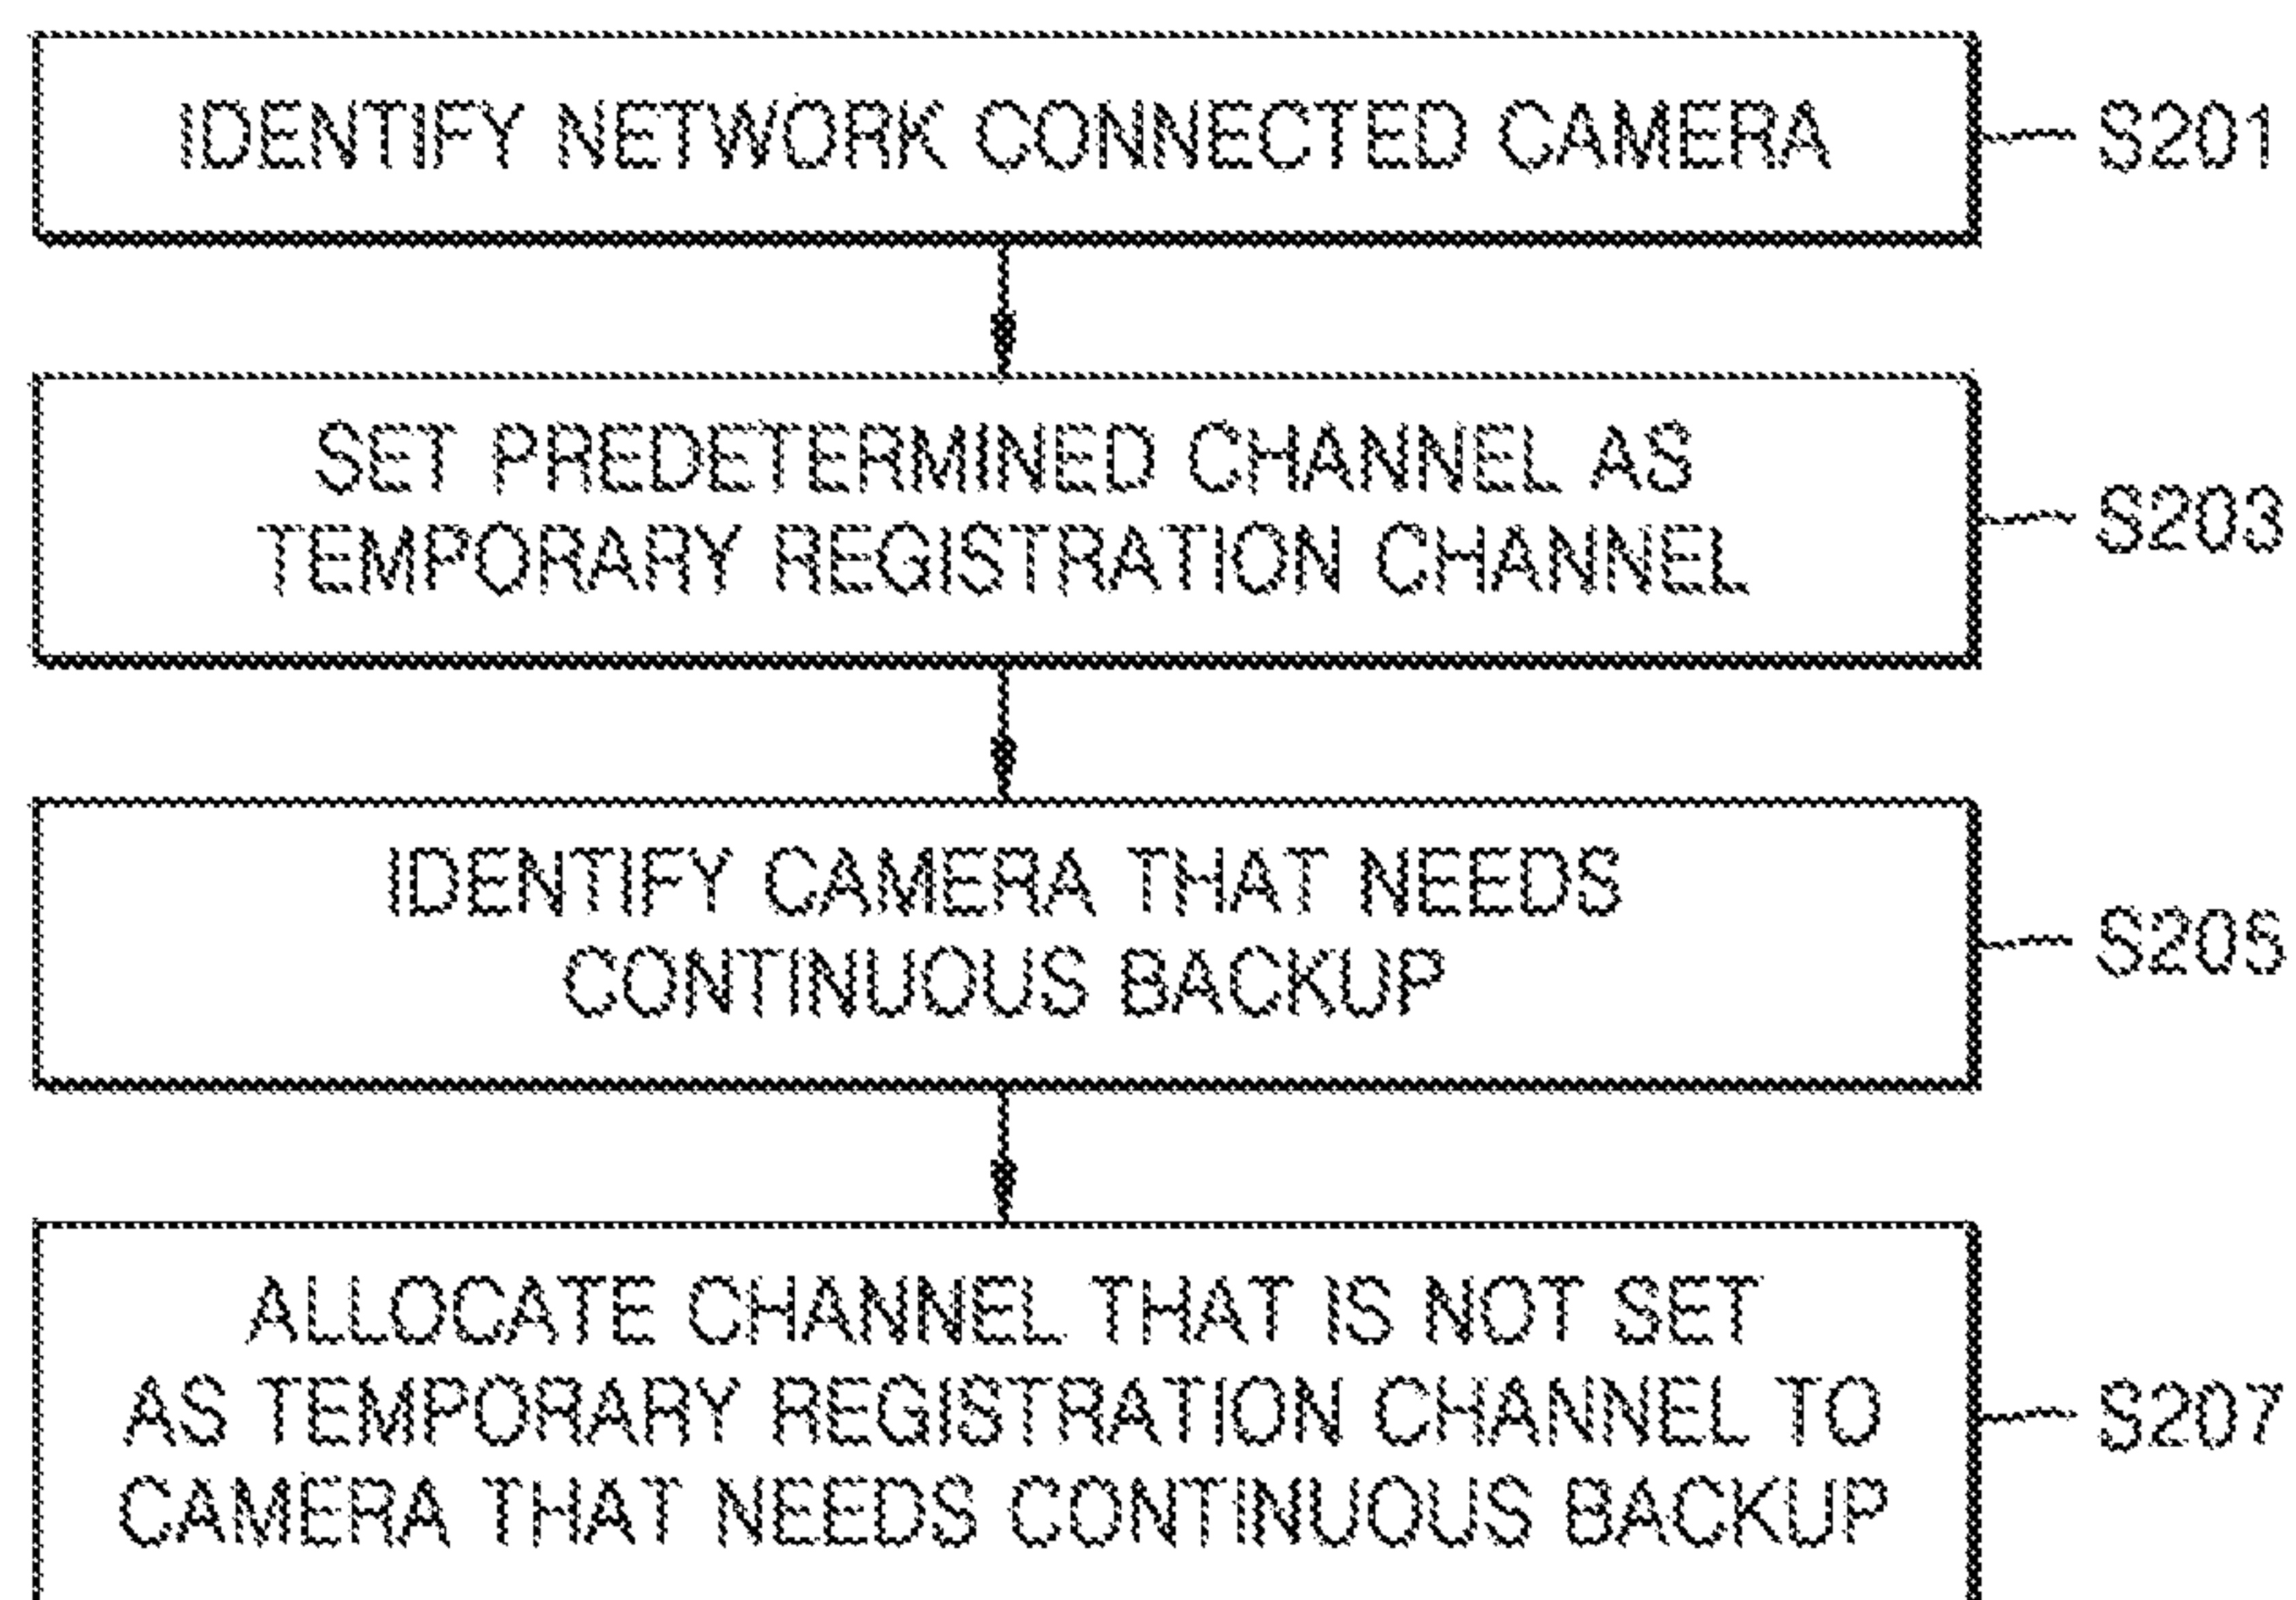 IDENTIFY NETWORK CONNECTED CAMERA
S201
SET PREDETERMINED CHANNEL AS
TEMPORARY REGISTRATION CHANNEL
S203
IDENTIFY CAMERA THAT NEEDS
CONTINUOUS BACKUP
S205
ALLOCATE CHANNEL THAT IS NOT SET
AS TEMPORARY REGISTRATION CHANNEL TO
CAMERA THAT NEEDS CONTINUOUS BACKUP
S207